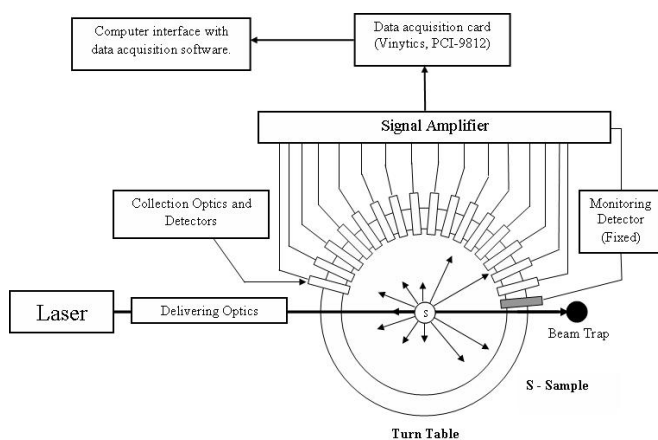 Computer interface with
data acquisition software.
Data acquisition card
(Vinytics, PCI-9812)
Signal Amplifier
Collection Optics and
Detectors
Monitoring
Detector
(Fixed)
Laser
Delivering Optics
S
Beam Trap
S - Sample
Turn Table